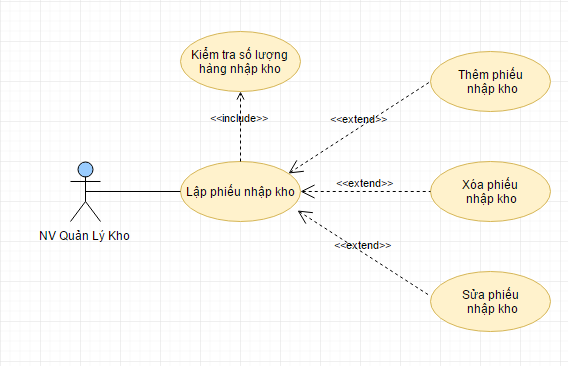 Kiểm tra số lượng
hàng nhập kho
Thêm phiếu
nhập kho
<<include>>
<<extend>>
Lập phiếu nhập kho
<<extend>>
Xóa phiếu
nhập kho
NV Quản Lý Kho
<<extend>>
Sửa phiếu
nhập kho